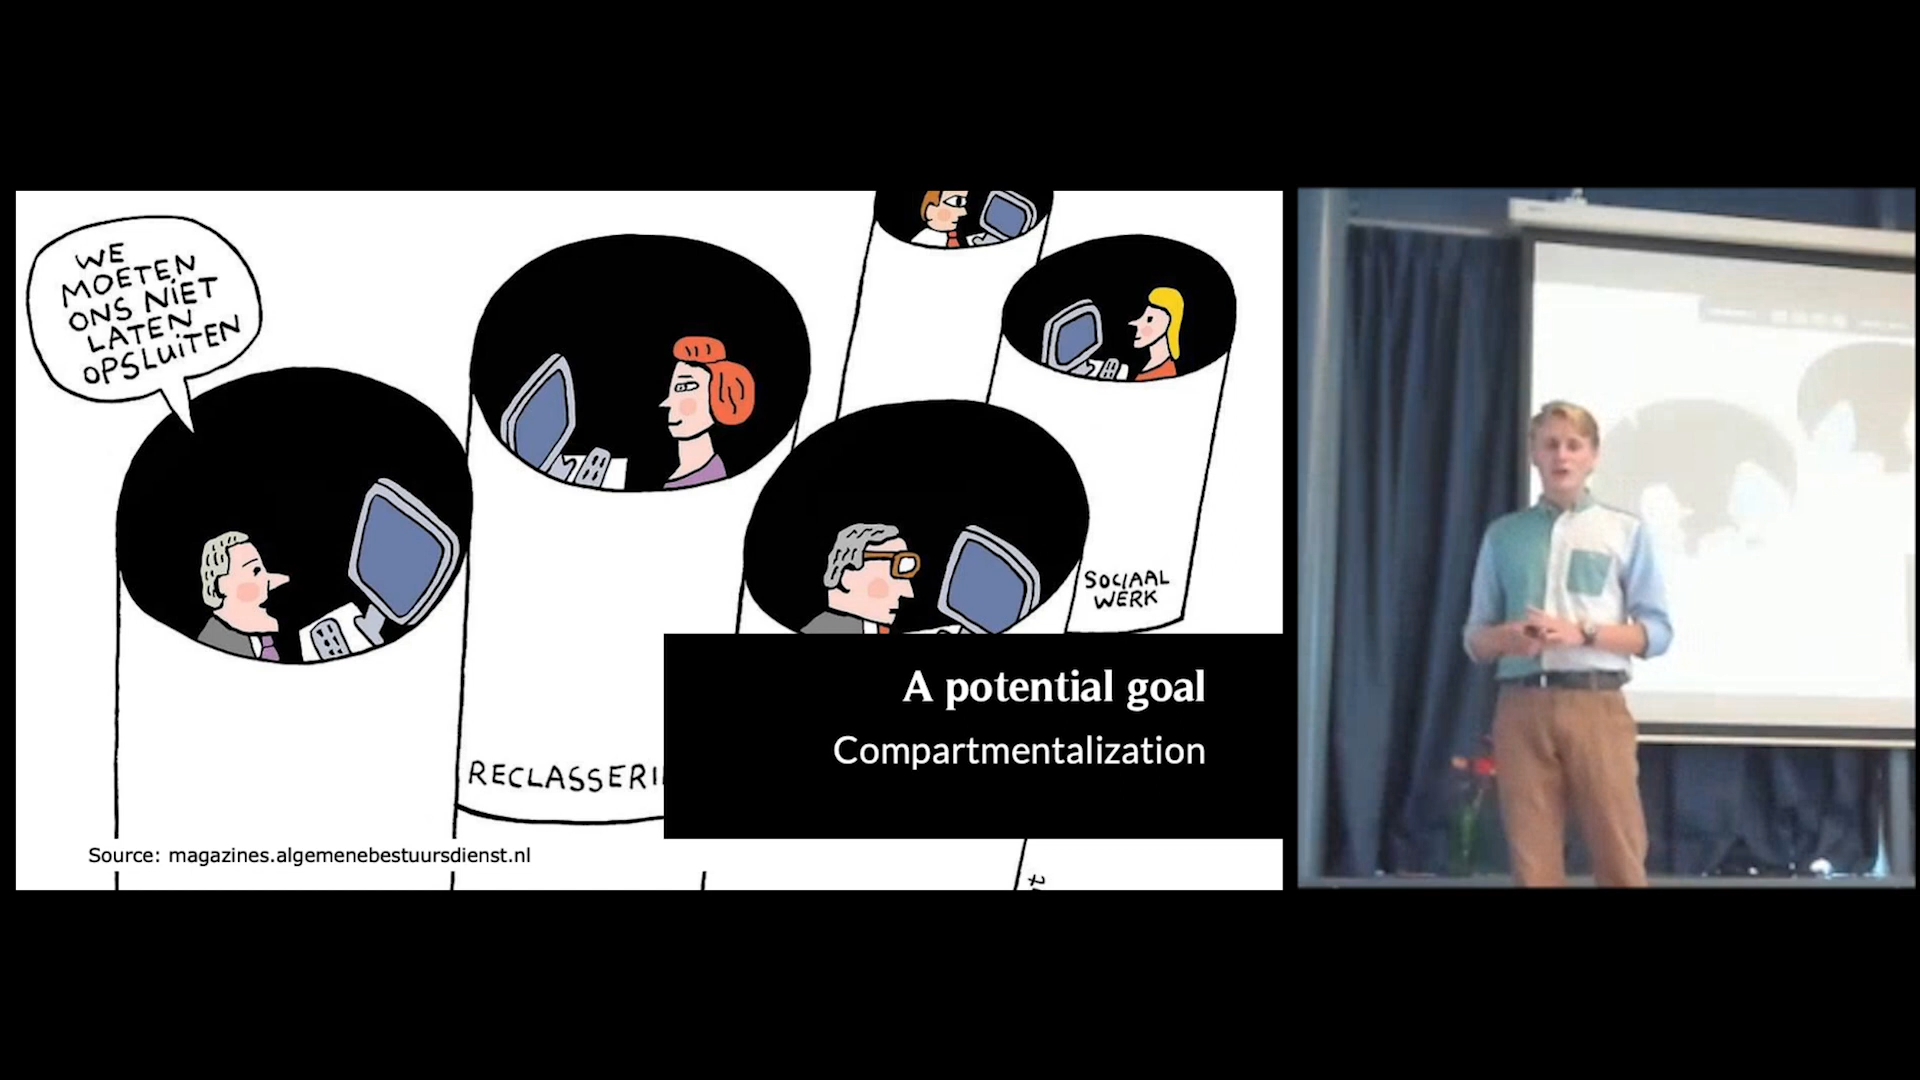 WE
MOETEN
ONS NIET
LATEN
OPSLUITEN
SOCIAAL
WERK
A potential goal
Compartmentalization
RECLASSERI
Source: magazines.algemenebestuursdienst.nl